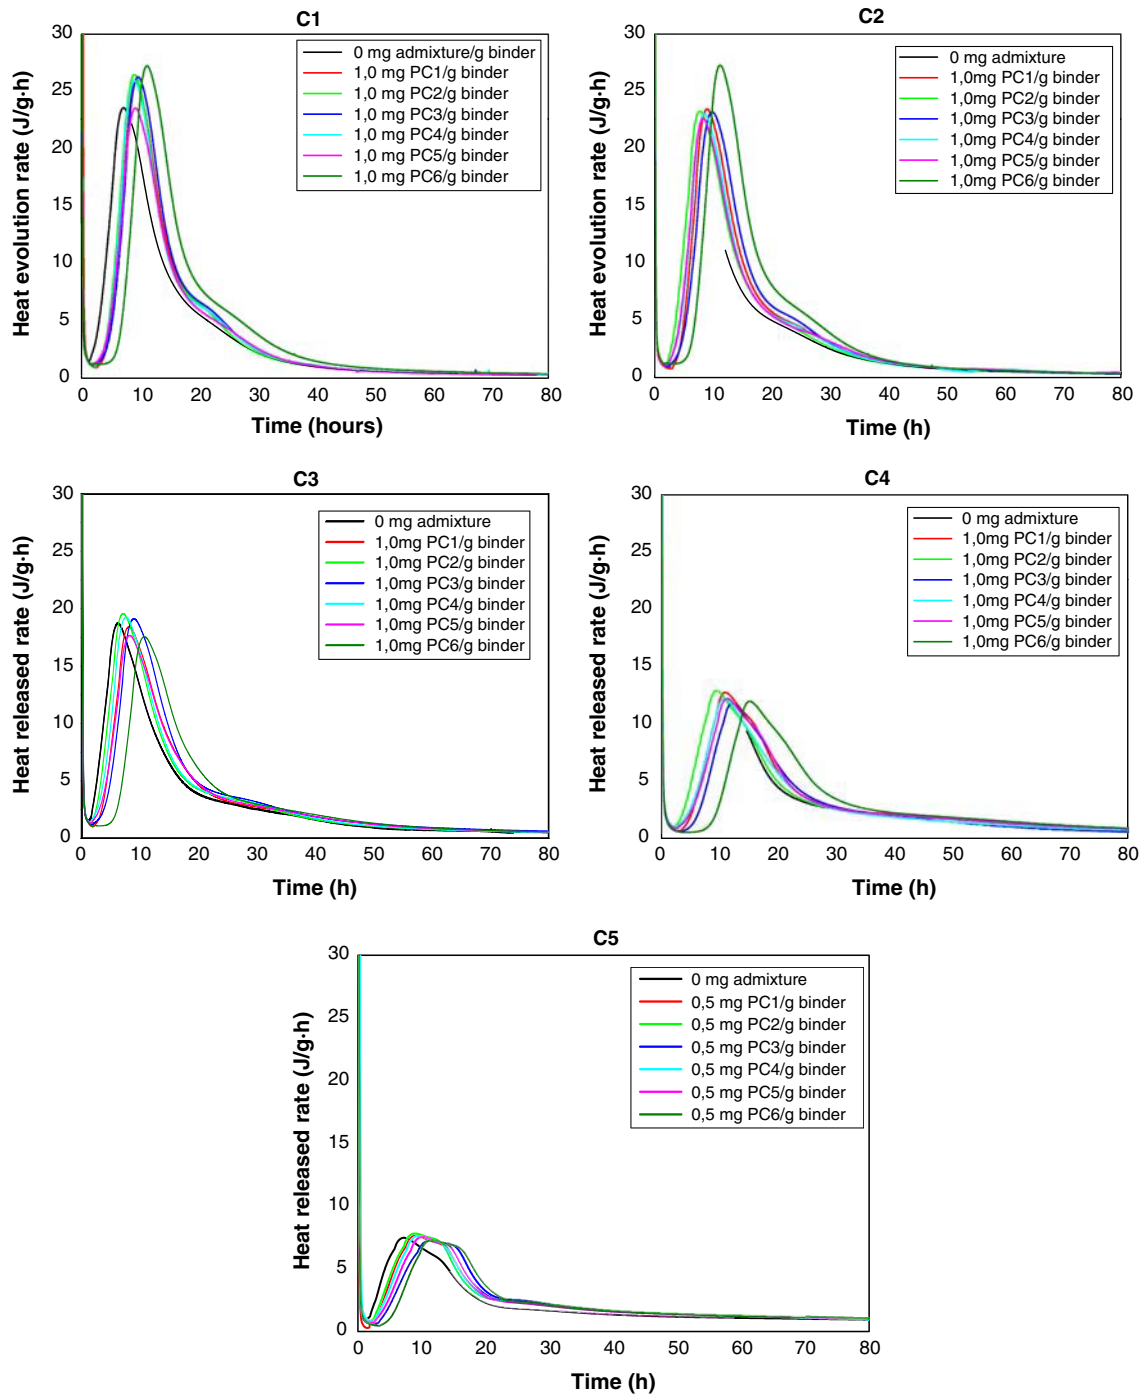 C1
Heat evolution rate (J/g·h)
30
25
20
15
10
5
0
0 mg admixture/g binder
1,0 mg PC1/g binder
1,0 mg PC2/g binder
1,0 mg PC3/g binder
1,0 mg PC4/g binder
1,0 mg PC5/g binder
1,0 mg PC6/g binder
0 10 20 30 40 50 60 70 80
Time (hours)
C2
Heat evolution rate (J/g·h)
30
25
20
15
10
5
0
0 mg admixture
1,0mg PC1/g binder
1,0mg PC2/g binder
1,0mg PC3/g binder
1,0mg PC4/g binder
1,0mg PC5/g binder
1,0mg PC6/g binder
0 10 20 30 40 50 60 70 80
Time (h)
C3
Heat released rate (J/g·h)
30
25
20
15
10
5
0
0 mg admixture
1,0mg PC1/g binder
1,0mg PC2/g binder
1,0mg PC3/g binder
1,0mg PC4/g binder
1,0mg PC5/g binder
1,0mg PC6/g binder
0 10 20 30 40 50 60 70 80
Time (h)
C4
Heat released rate (J/g·h)
30
25
20
15
10
5
0
0 mg admixture
1,0mg PC1/g binder
1,0mg PC2/g binder
1,0mg PC3/g binder
1,0mg PC4/g binder
1,0mg PC5/g binder
1,0mg PC6/g binder
0 10 20 30 40 50 60 70 80
Time (h)
C5
Heat released rate (J/g·h)
30
25
20
15
10
5
0
0 mg admixture
0,5 mg PC1/g binder
0,5 mg PC2/g binder
0,5 mg PC3/g binder
0,5 mg PC4/g binder
0,5 mg PC5/g binder
0,5 mg PC6/g binder
0 10 20 30 40 50 60 70 80
Time (h)